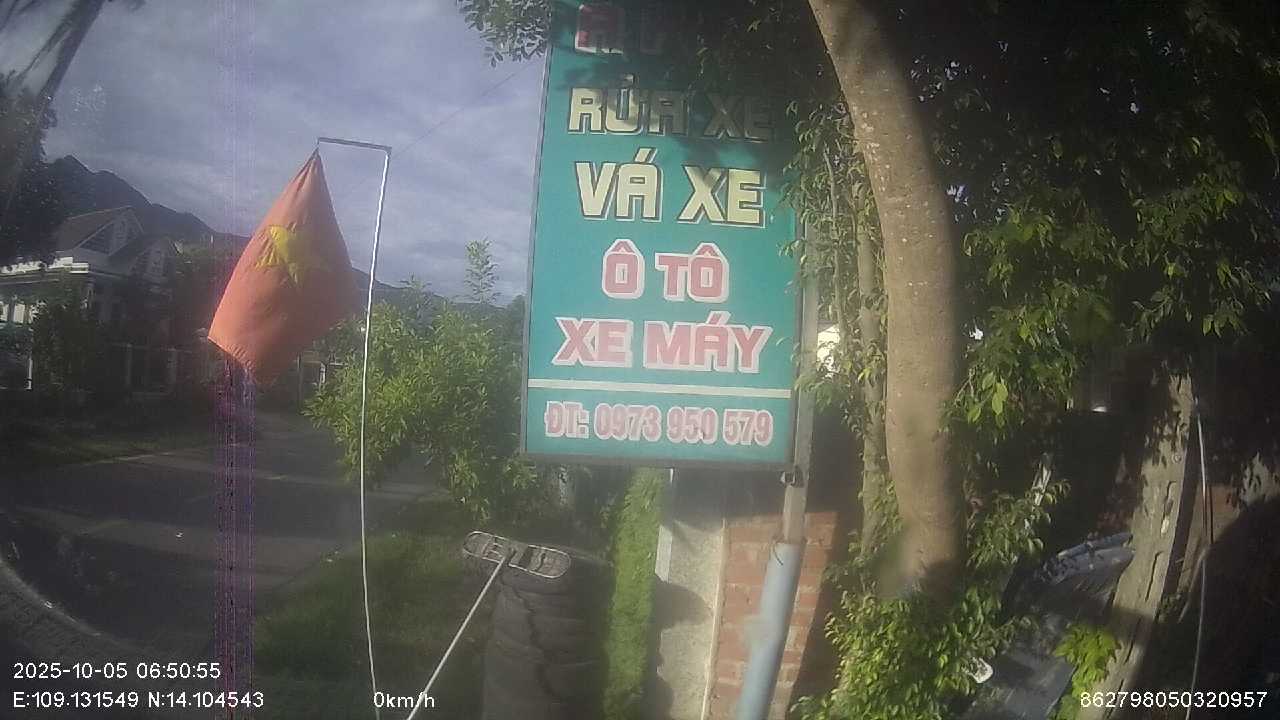 RỬA XE
VÁ XE
Ô TÔ
XE MÁY
ĐT: 0973 950 579
2025-10-05 06:50:55
E:109.131549 N:14.104543
0km/h
862798050320957